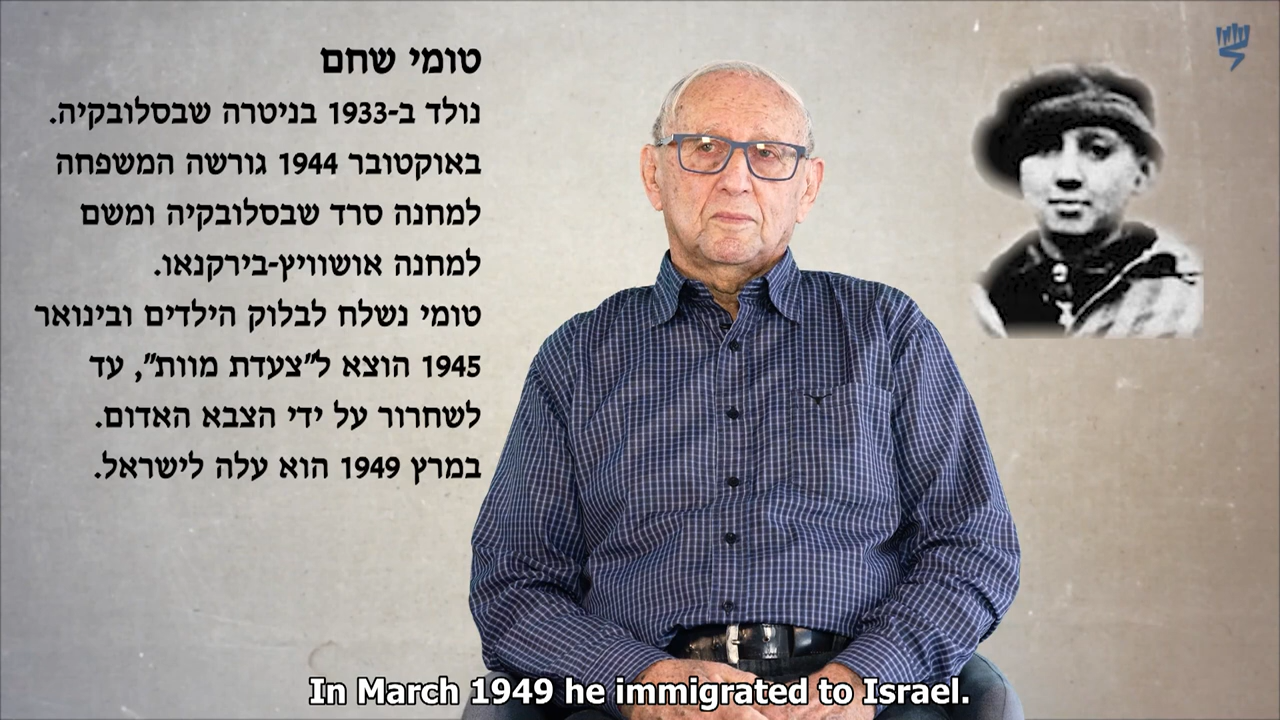 טומי שחם
נולד ב-1933 בניטרה שבסלובקיה.
באוקטובר 1944 גורשה המשפחה
למחנה סרד שבסלובקיה ומשם
למחנה אושוויץ-בירקנאו.
טומי נשלח לבלוק הילדים ובינואר
1945 הוצא ל"צעדת מוות", עד
לשחרור על ידי הצבא האדום.
במרץ 1949 הוא עלה לישראל.
In March 1949 he immigrated to Israel.